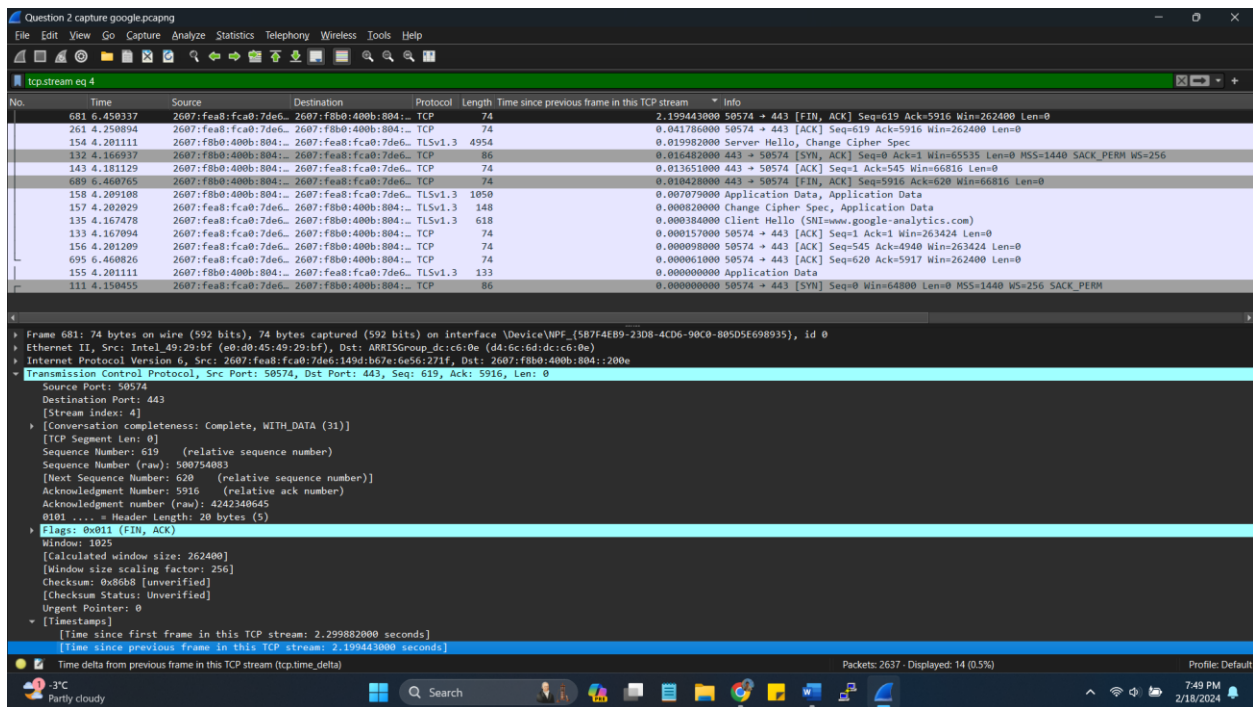 Question 2 capture google.pcapng
File Edit View Go Capture Analyze Statistics Telephony Wireless Tools Help
tcp.stream eq 4
No. Time Source Destination Protocol Length Time since previous frame in this TCP stream Info
681 6.450337 2607:fea8:fca0:7de6… 2607:f8b0:400b:804:… TCP 74 2.199443000 50574 → 443 [FIN, ACK] Seq=619 Ack=5916 Win=262400 Len=0
261 4.250894 2607:fea8:fca0:7de6… 2607:f8b0:400b:804:… TCP 74 0.041786000 50574 → 443 [ACK] Seq=619 Ack=5916 Win=262400 Len=0
154 4.201111 2607:f8b0:400b:804:… 2607:fea8:fca0:7de6… TLSv1.3 4954 0.019982000 Server Hello, Change Cipher Spec
132 4.166937 2607:f8b0:400b:804:… 2607:fea8:fca0:7de6… TCP 86 0.016482000 443 → 50574 [SYN, ACK] Seq=0 Ack=1 Win=65535 Len=0 MSS=1440 SACK_PERM WS=256
143 4.181129 2607:f8b0:400b:804:… 2607:fea8:fca0:7de6… TCP 74 0.013651000 443 → 50574 [ACK] Seq=1 Ack=545 Win=66816 Len=0
689 6.460765 2607:f8b0:400b:804:… 2607:fea8:fca0:7de6… TCP 74 0.010428000 443 → 50574 [FIN, ACK] Seq=5916 Ack=620 Win=66816 Len=0
158 4.209108 2607:f8b0:400b:804:… 2607:fea8:fca0:7de6… TLSv1.3 1050 0.007079000 Application Data, Application Data
157 4.202029 2607:fea8:fca0:7de6… 2607:f8b0:400b:804:… TLSv1.3 148 0.000820000 Change Cipher Spec, Application Data
135 4.167478 2607:fea8:fca0:7de6… 2607:f8b0:400b:804:… TLSv1.3 618 0.000384000 Client Hello (SNI=www.google-analytics.com)
133 4.167094 2607:fea8:fca0:7de6… 2607:f8b0:400b:804:… TCP 74 0.000157000 50574 → 443 [ACK] Seq=1 Ack=1 Win=263424 Len=0
156 4.201209 2607:fea8:fca0:7de6… 2607:f8b0:400b:804:… TCP 74 0.000098000 50574 → 443 [ACK] Seq=545 Ack=4940 Win=263424 Len=0
695 6.460826 2607:fea8:fca0:7de6… 2607:f8b0:400b:804:… TCP 74 0.000061000 50574 → 443 [ACK] Seq=620 Ack=5917 Win=262400 Len=0
155 4.201111 2607:f8b0:400b:804:… 2607:fea8:fca0:7de6… TLSv1.3 133 0.000000000 Application Data
111 4.150455 2607:fea8:fca0:7de6… 2607:f8b0:400b:804:… TCP 86 0.000000000 50574 → 443 [SYN] Seq=0 Win=64800 Len=0 MSS=1440 WS=256 SACK_PERM
Frame 681: 74 bytes on wire (592 bits), 74 bytes captured (592 bits) on interface \Device\NPF_{5B7F4EB9-23D8-4CD6-90C0-805D5E698935}, id 0
Ethernet II, Src: Intel_49:29:bf (e0:d0:45:49:29:bf), Dst: ARRISGroup_dc:c6:0e (d4:6c:6d:dc:c6:0e)
Internet Protocol Version 6, Src: 2607:fea8:fca0:7de6:149d:b67e:6e56:271f, Dst: 2607:f8b0:400b:804::200e
Transmission Control Protocol, Src Port: 50574, Dst Port: 443, Seq: 619, Ack: 5916, Len: 0
Source Port: 50574
Destination Port: 443
[Stream index: 4]
[Conversation completeness: Complete, WITH_DATA (31)]
[TCP Segment Len: 0]
Sequence Number: 619 (relative sequence number)
Sequence Number (raw): 500754083
[Next Sequence Number: 620 (relative sequence number)]
Acknowledgment Number: 5916 (relative ack number)
Acknowledgment number (raw): 4242340645
0101 .... = Header Length: 20 bytes (5)
Flags: 0x011 (FIN, ACK)
Window: 1025
[Calculated window size: 262400]
[Window size scaling factor: 256]
Checksum: 0x86b8 [unverified]
[Checksum Status: Unverified]
Urgent Pointer: 0
[Timestamps]
[Time since first frame in this TCP stream: 2.299882000 seconds]
[Time since previous frame in this TCP stream: 2.199443000 seconds]
Time delta from previous frame in this TCP stream (tcp.time_delta) Packets: 2637 · Displayed: 14 (0.5%) Profile: Default
1 -3°C
Partly cloudy
Search
7:49 PM
2/18/2024